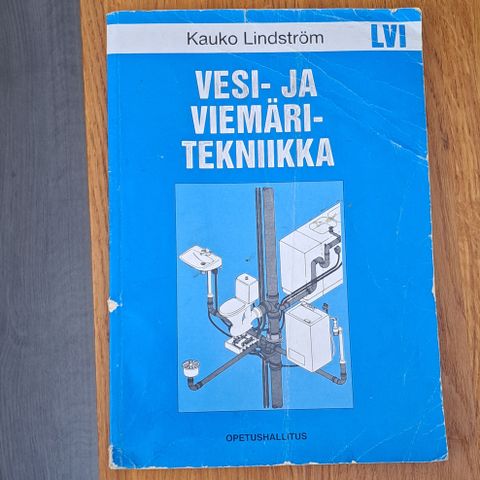 Kauko Lindström
LVI
VESI- JA
VIEMÄRI-
TEKNIIKKA
OPETUSHALLITUS